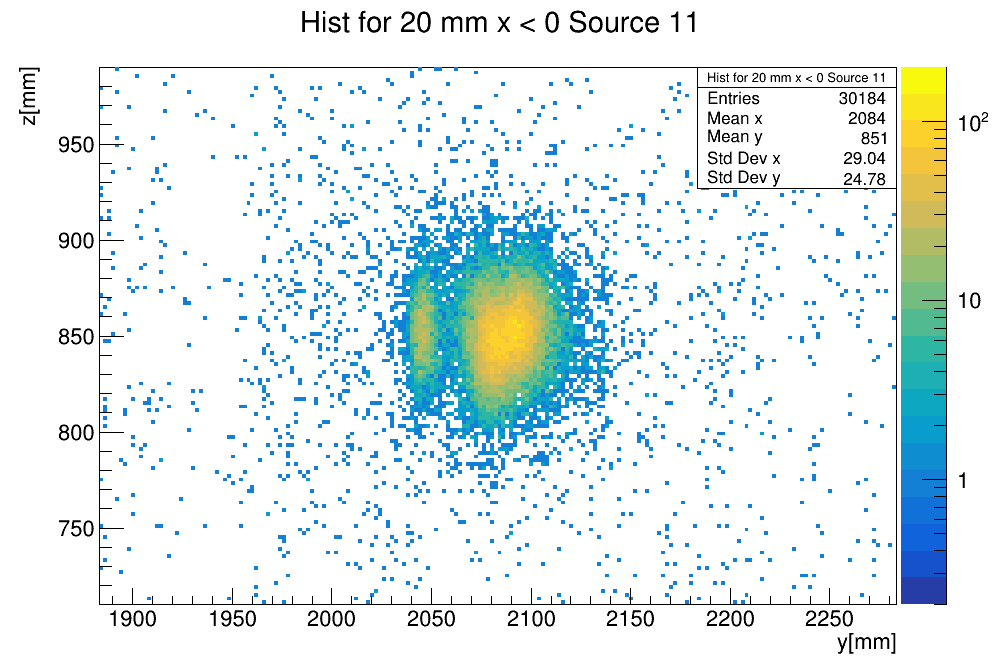 Hist for 20 mm x < 0 Source 11
z[mm]
Hist for 20 mm x < 0 Source 11
Entries 30184
Mean x 2084
Mean y 851
Std Dev x 29.04
Std Dev y 24.78
950
900
850
800
750
10²
10
1
1900 1950 2000 2050 2100 2150 2200 2250
y[mm]